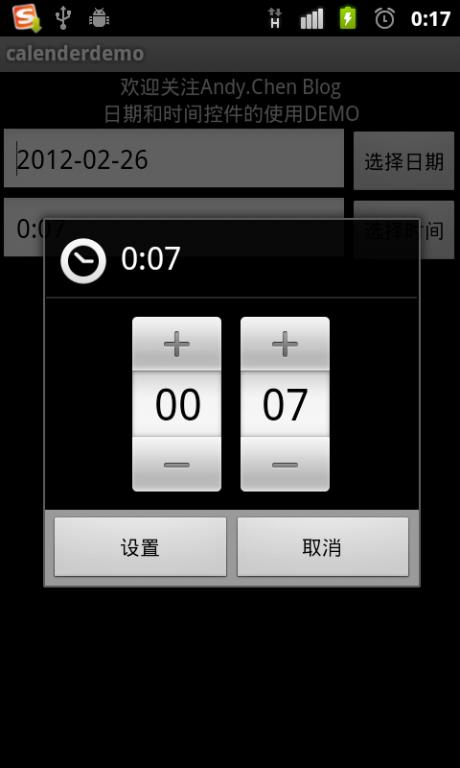 H
0:17
calenderdemo
欢迎关注Andy.Chen Blog
日期和时间控件的使用DEMO
2012-02-26
选择日期
0:07
选择时间
0:07
+ +
00 07
− −
设置 取消